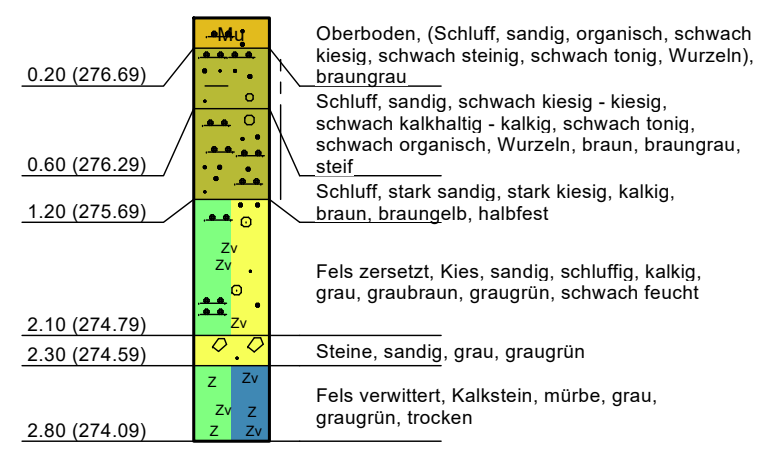 Mu
Oberboden, (Schluff, sandig, organisch, schwach
kiesig, schwach steinig, schwach tonig, Wurzeln),
braungrau
0.20 (276.69)
Schluff, sandig, schwach kiesig - kiesig,
schwach kalkhaltig - kalkig, schwach tonig,
schwach organisch, Wurzeln, braun, braungrau,
steif
0.60 (276.29)
Schluff, stark sandig, stark kiesig, kalkig,
braun, braungelb, halbfest
1.20 (275.69)
Zv
Zv
Fels zersetzt, Kies, sandig, schluffig, kalkig,
grau, graubraun, graugrün, schwach feucht
Zv
2.10 (274.79)
Steine, sandig, grau, graugrün
2.30 (274.59)
Z Zv
Fels verwittert, Kalkstein, mürbe, grau,
graugrün, trocken
Zv Z
Z Zv
2.80 (274.09)